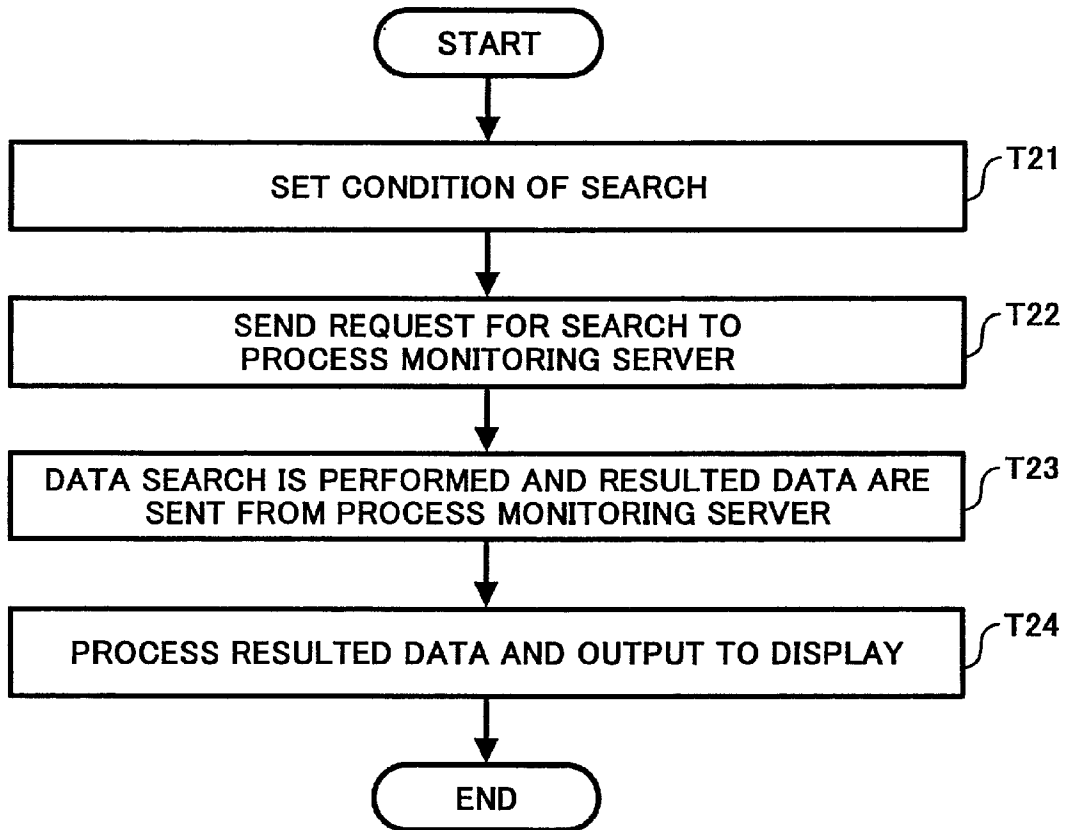 START
SET CONDITION OF SEARCH
T21
SEND REQUEST FOR SEARCH TO
PROCESS MONITORING SERVER
T22
DATA SEARCH IS PERFORMED AND RESULTED DATA ARE
SENT FROM PROCESS MONITORING SERVER
T23
PROCESS RESULTED DATA AND OUTPUT TO DISPLAY
T24
END